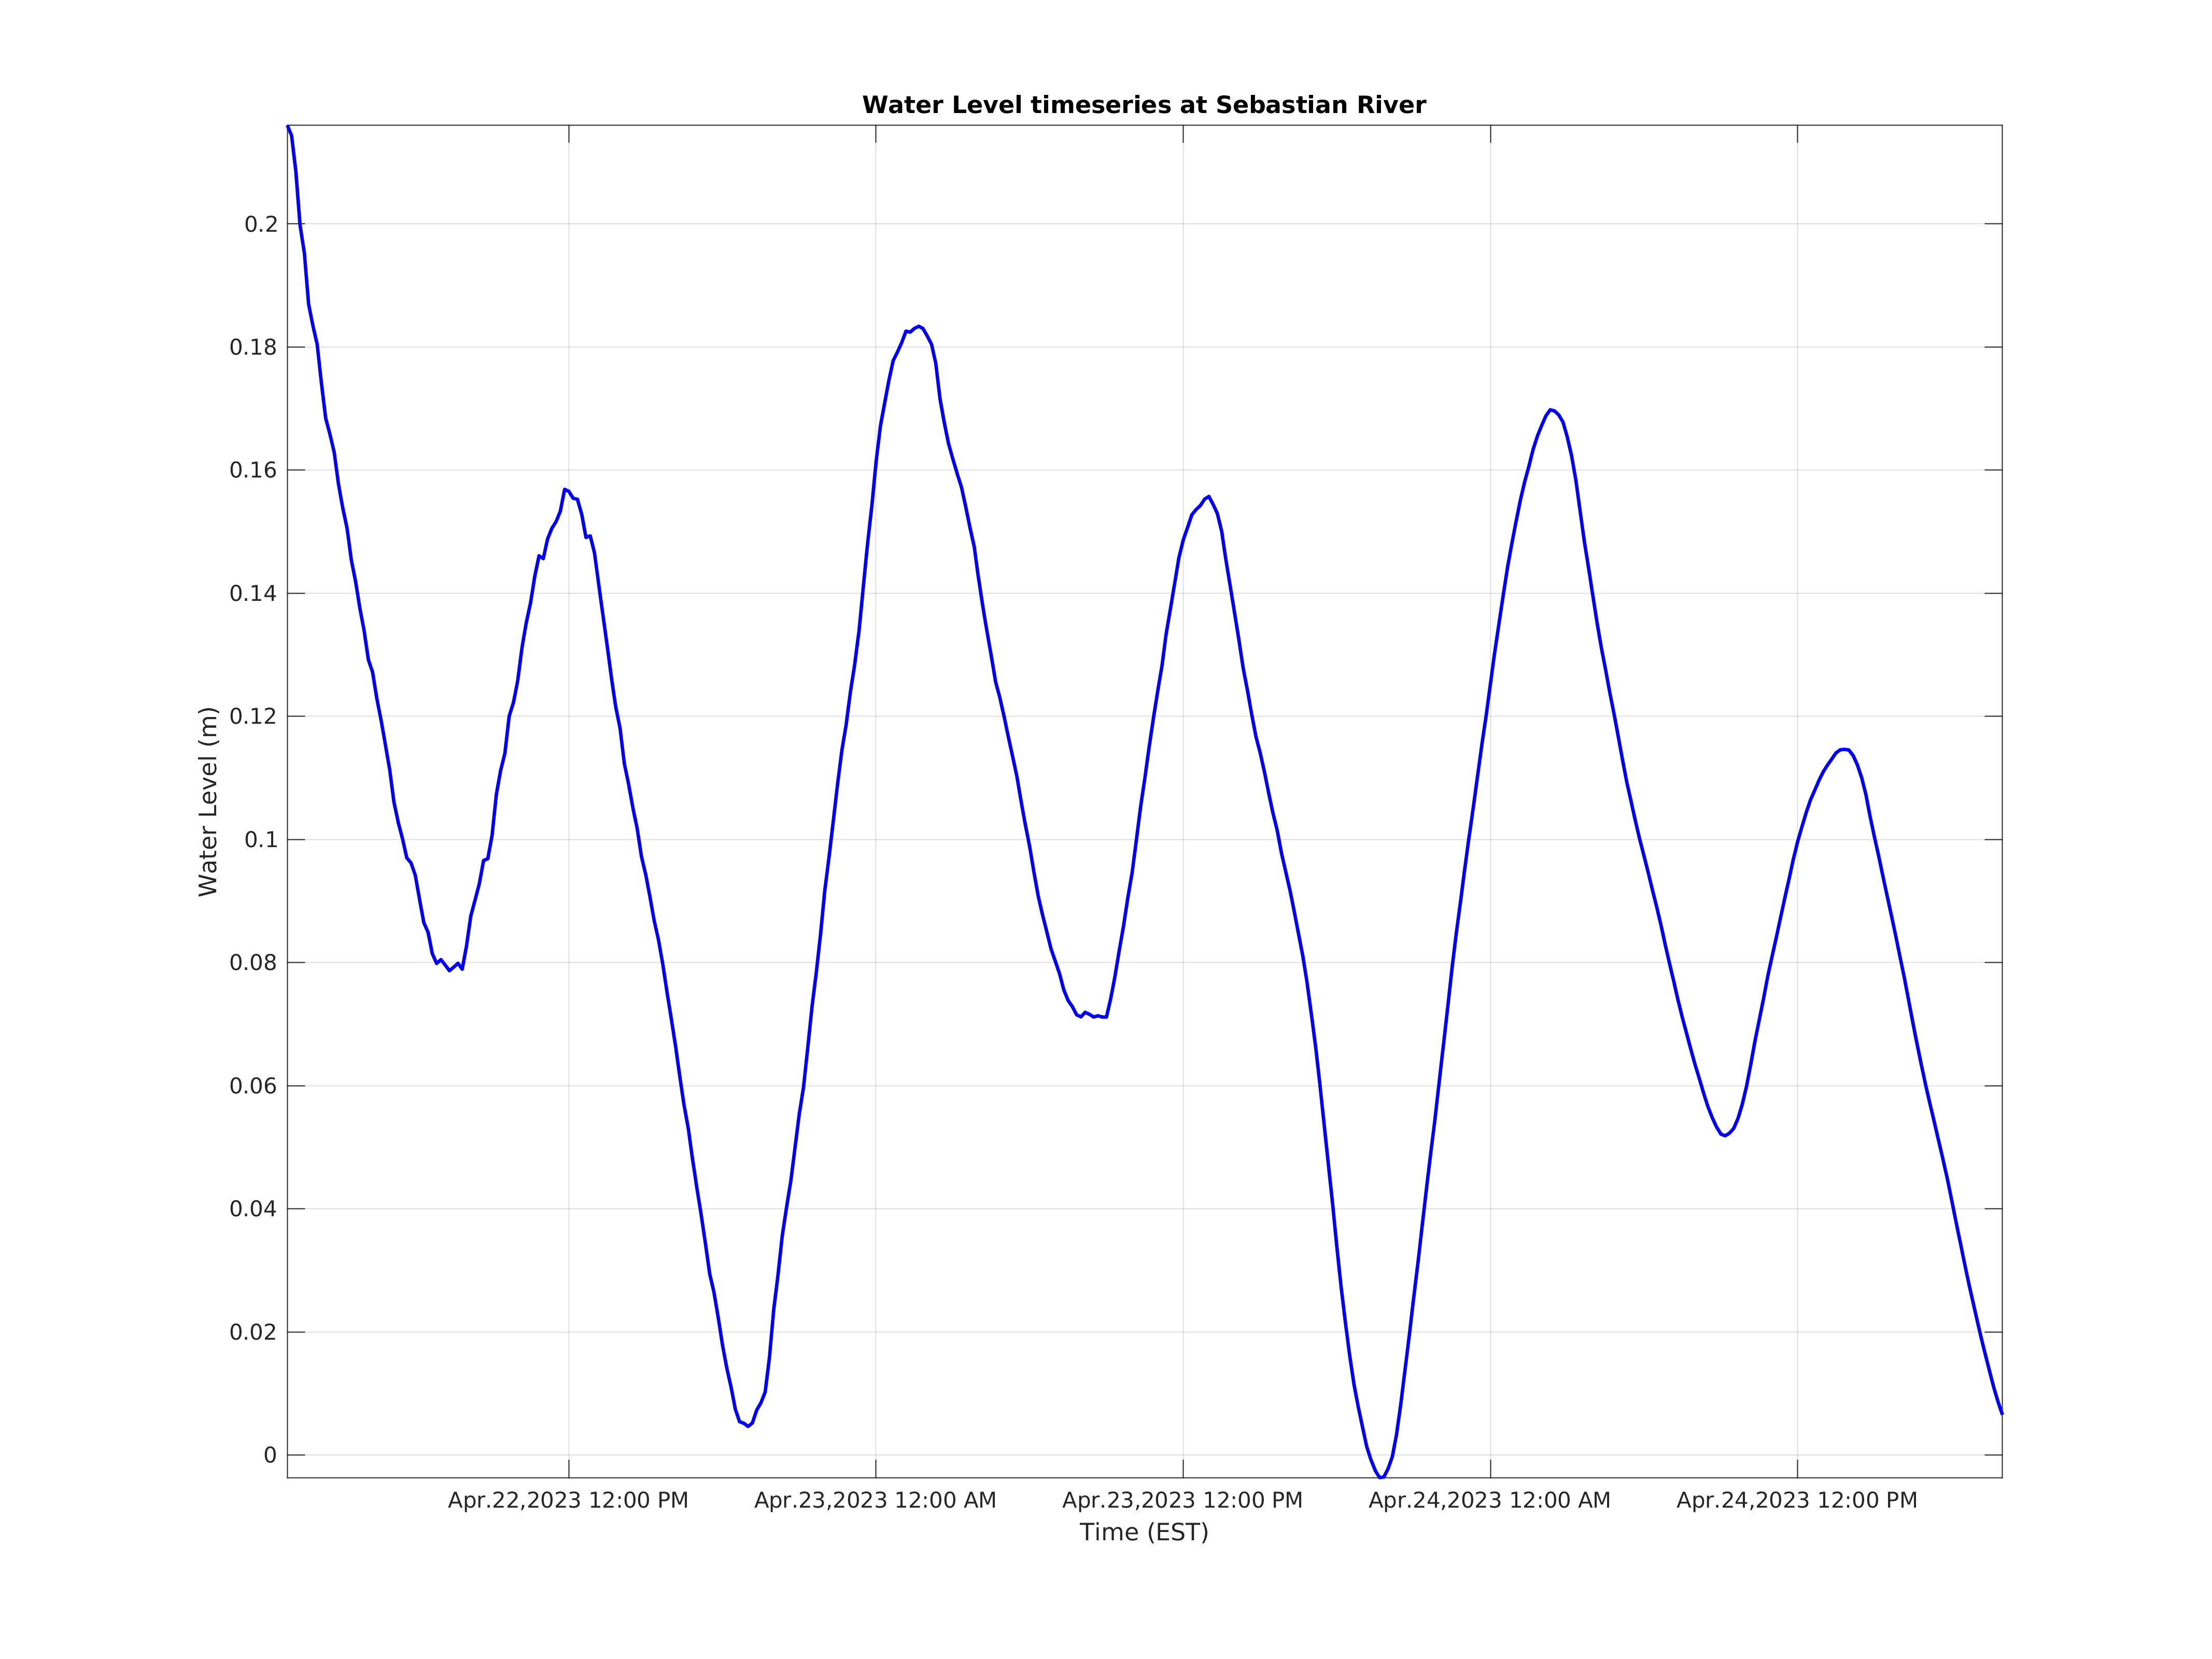 Water Level timeseries at Sebastian River
Water Level (m)
0.2
0.18
0.16
0.14
0.12
0.1
0.08
0.06
0.04
0.02
0
Apr.22,2023 12:00 PM
Apr.23,2023 12:00 AM
Apr.23,2023 12:00 PM
Apr.24,2023 12:00 AM
Apr.24,2023 12:00 PM
Time (EST)